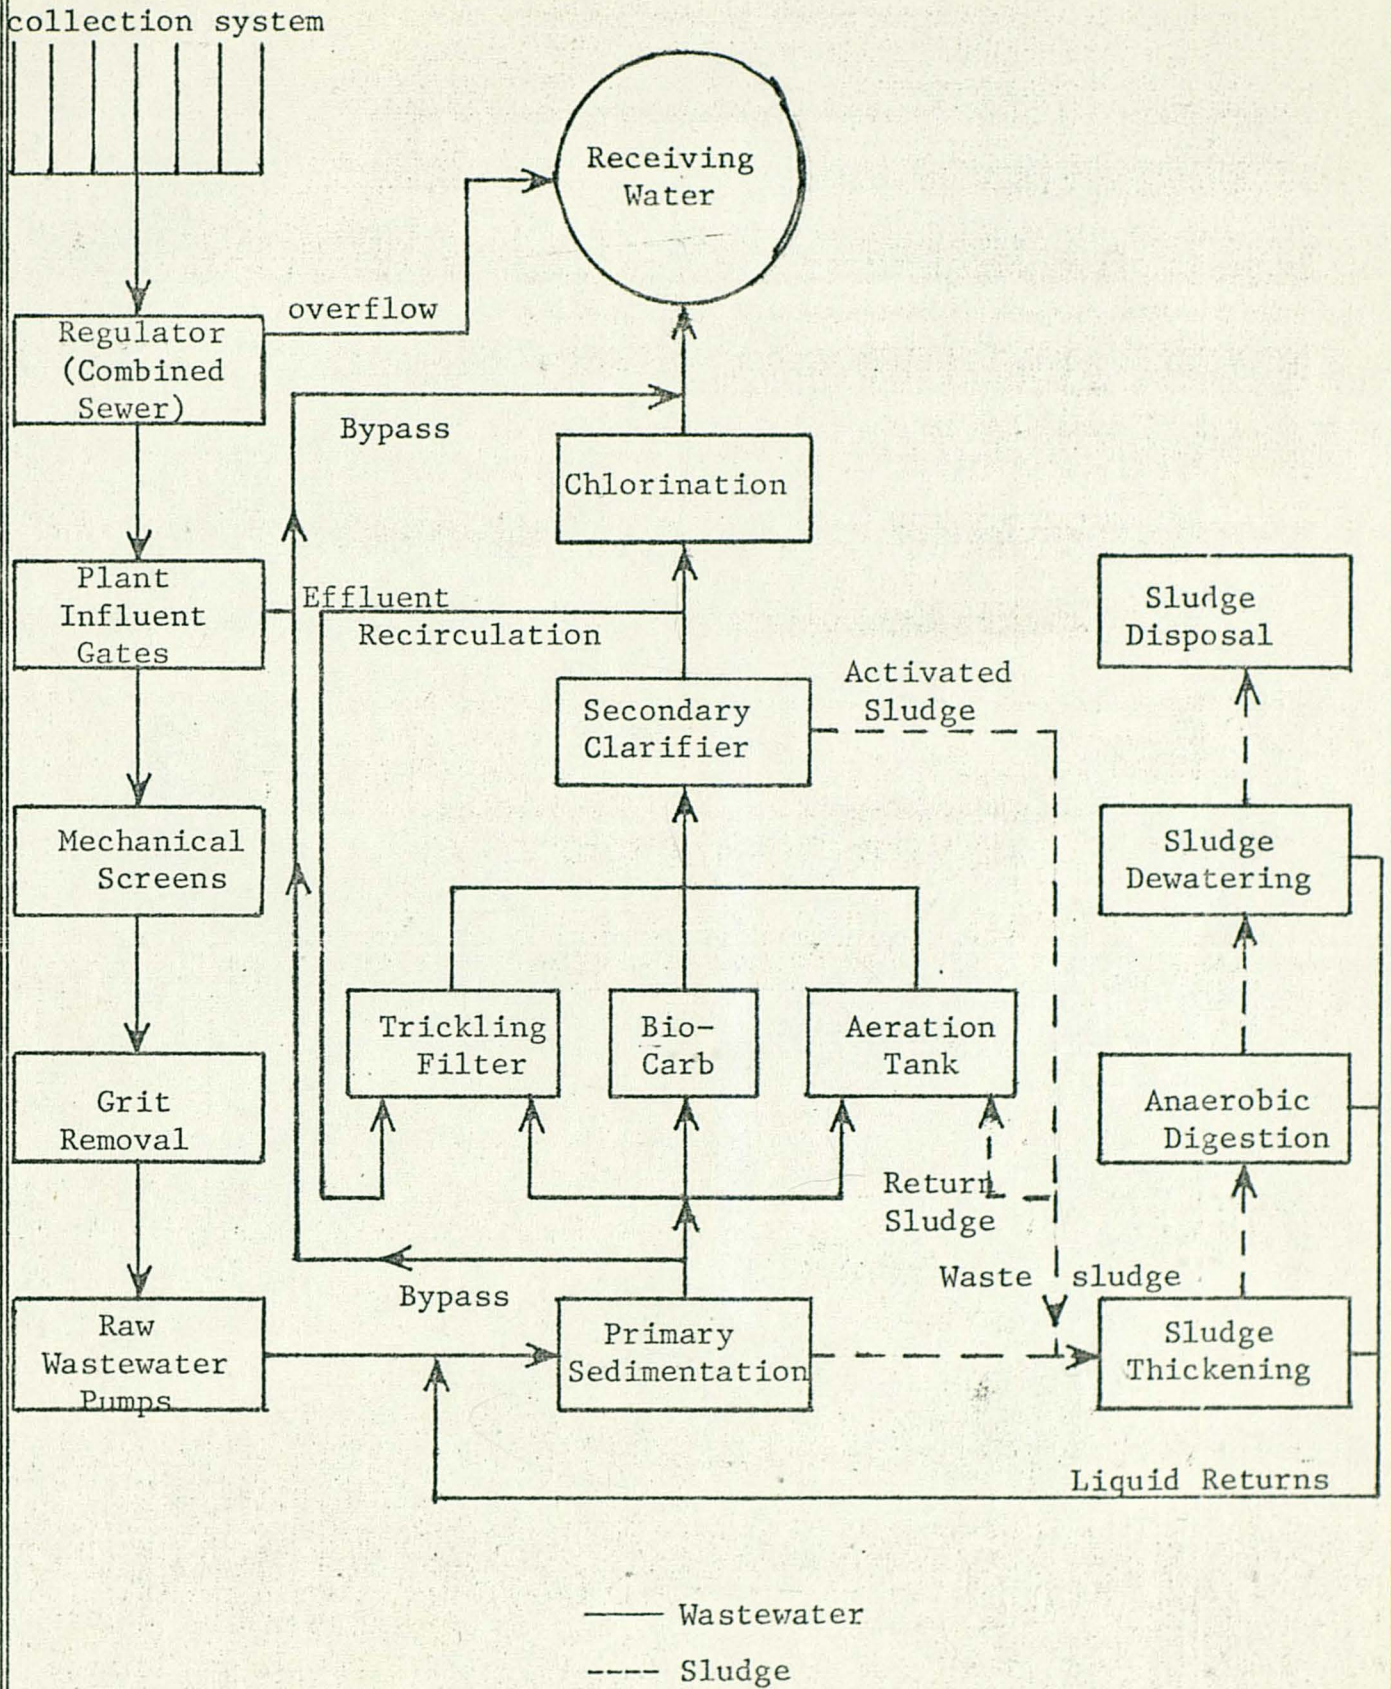 collection system
Receiving
Water
overflow
Regulator
(Combined
Sewer)
Bypass
Chlorination
Plant
Influent
Gates
Effluent
Recirculation
Sludge
Disposal
Activated
Sludge
Secondary
Clarifier
Mechanical
Screens
Sludge
Dewatering
Trickling
Filter
Bio-
Carb
Aeration
Tank
Grit
Removal
Anaerobic
Digestion
Return
Sludge
Waste sludge
Bypass
Raw
Wastewater
Pumps
Primary
Sedimentation
Sludge
Thickening
Liquid Returns
Wastewater
Sludge